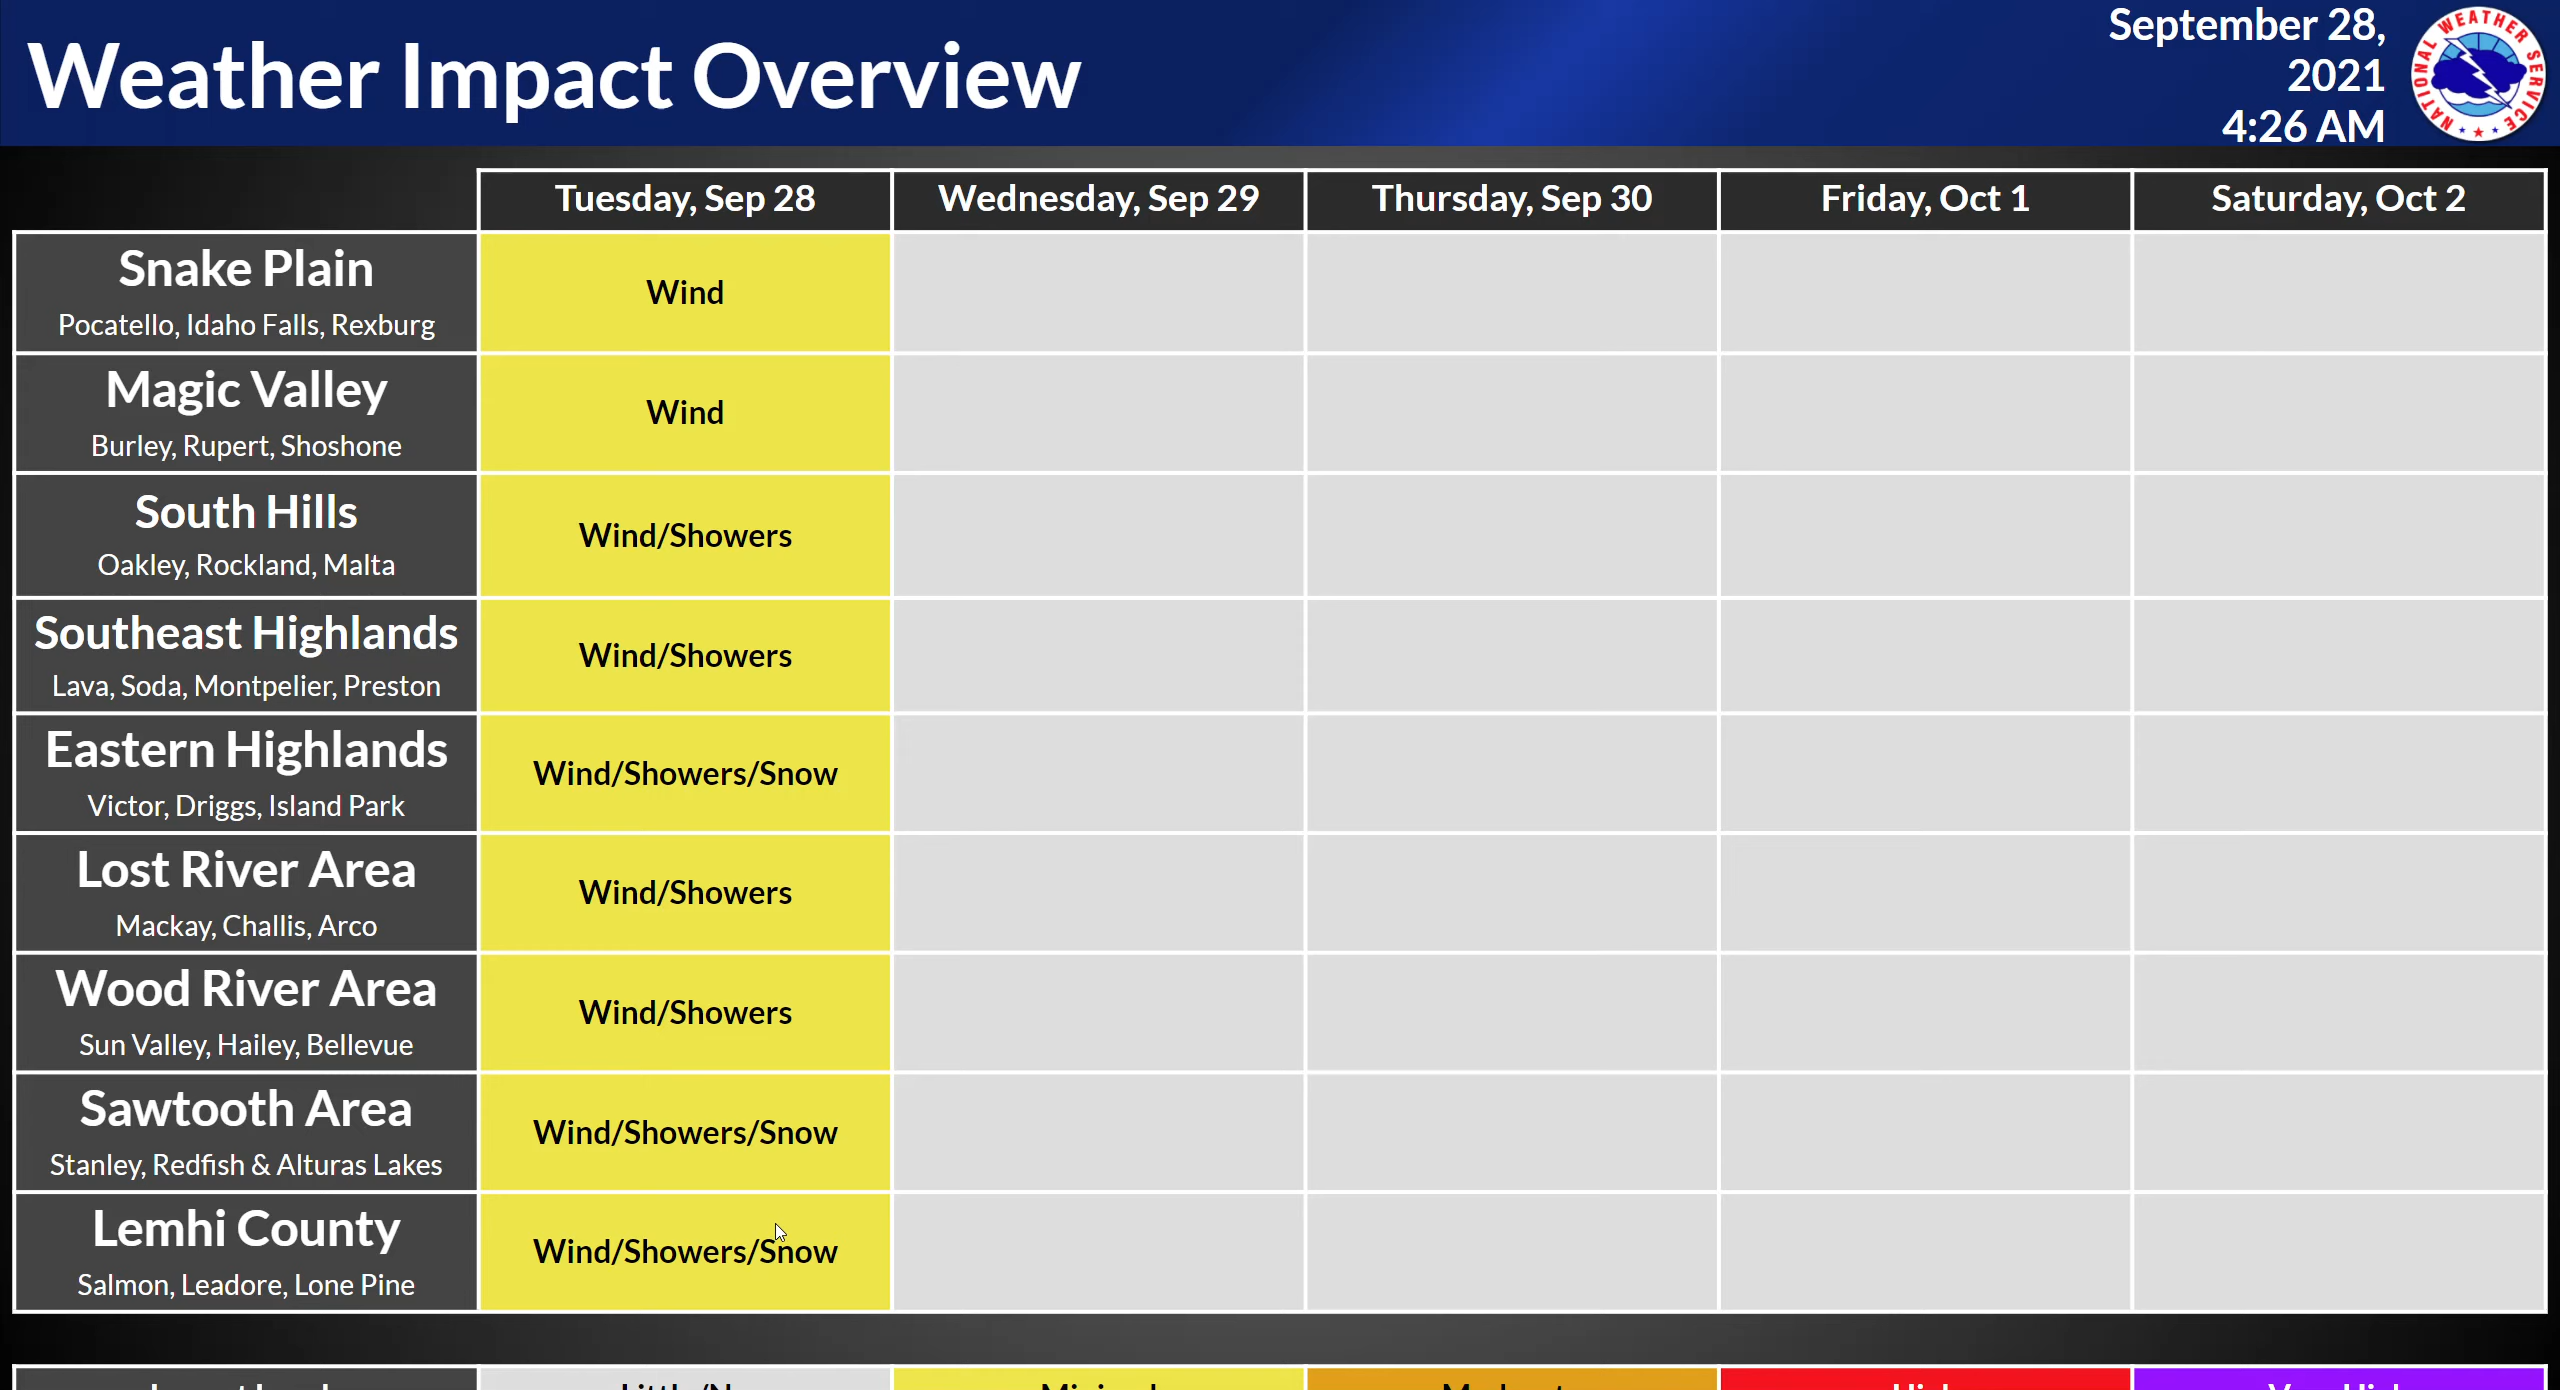 Weather Impact Overview
September 28,
2021
4:26 AM
NATIONAL WEATHER SERVICE
Tuesday, Sep 28
Wednesday, Sep 29
Thursday, Sep 30
Friday, Oct 1
Saturday, Oct 2
Snake Plain
Pocatello, Idaho Falls, Rexburg
Wind
Magic Valley
Burley, Rupert, Shoshone
Wind
South Hills
Oakley, Rockland, Malta
Wind/Showers
Southeast Highlands
Lava, Soda, Montpelier, Preston
Wind/Showers
Eastern Highlands
Victor, Driggs, Island Park
Wind/Showers/Snow
Lost River Area
Mackay, Challis, Arco
Wind/Showers
Wood River Area
Sun Valley, Hailey, Bellevue
Wind/Showers
Sawtooth Area
Stanley, Redfish & Alturas Lakes
Wind/Showers/Snow
Lemhi County
Salmon, Leadore, Lone Pine
Wind/Showers/Snow